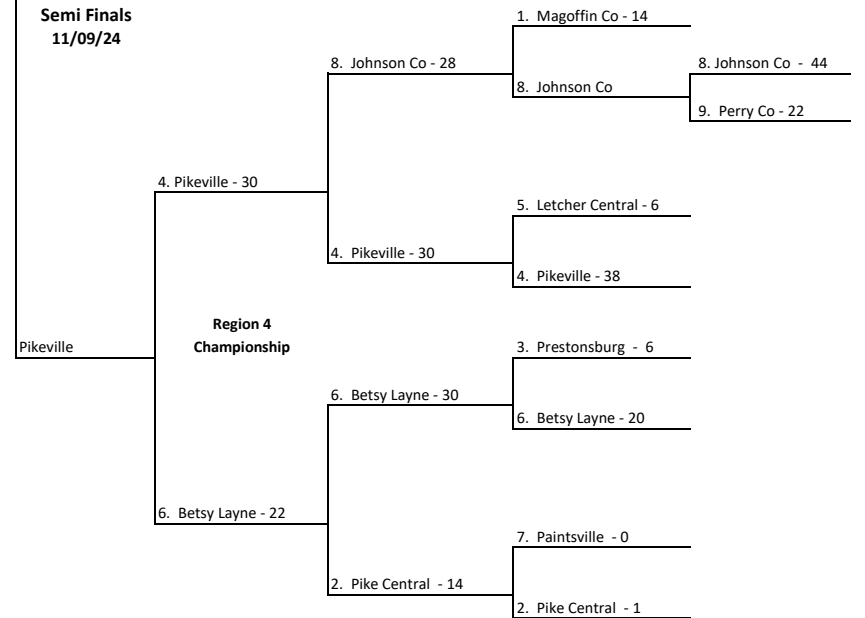 Semi Finals
11/09/24
1. Magoffin Co - 14
8. Johnson Co - 28
8. Johnson Co - 44
8. Johnson Co
9. Perry Co - 22
4. Pikeville - 30
5. Letcher Central - 6
4. Pikeville - 30
4. Pikeville - 38
Region 4
Championship
Pikeville
3. Prestonsburg - 6
6. Betsy Layne - 30
6. Betsy Layne - 20
6. Betsy Layne - 22
7. Paintsville - 0
2. Pike Central - 14
2. Pike Central - 1